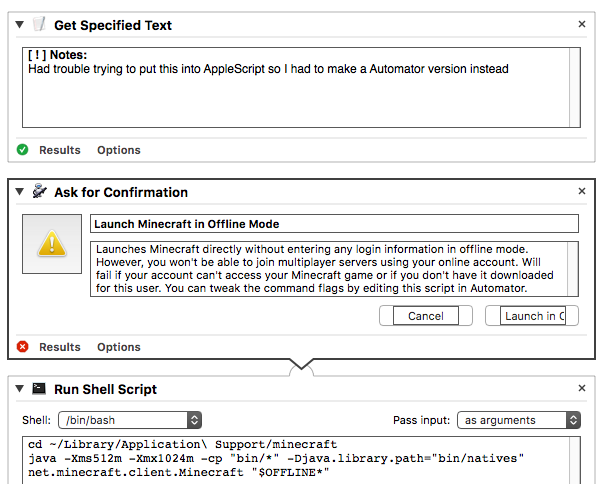 Get Specified Text
[ ! ] Notes:
Had trouble trying to put this into AppleScript so I had to make a Automator version instead
Results Options
Ask for Confirmation
Launch Minecraft in Offline Mode
Launches Minecraft directly without entering any login information in offline mode.
However, you won't be able to join multiplayer servers using your online account. Will
fail if your account can't access your Minecraft game or if you don't have it downloaded
for this user. You can tweak the command flags by editing this script in Automator.
Cancel Launch in
Results Options
Run Shell Script
Shell: /bin/bash Pass input: as arguments
cd ~/Library/Application\ Support/minecraft
java -Xms512m -Xmx1024m -cp "bin/*" -Djava.library.path="bin/natives"
net.minecraft.client.Minecraft "$OFFLINE*"